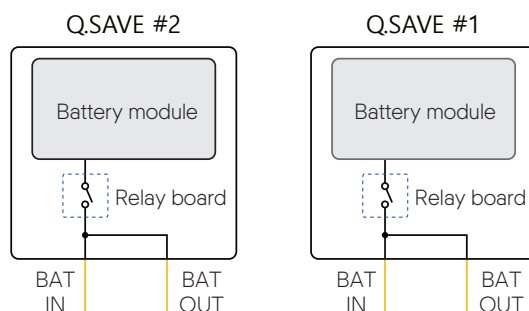 Q.SAVE #2
Q.SAVE #1
Battery module
Battery module
Relay board
Relay board
BAT
IN
BAT
OUT
BAT
IN
BAT
OUT